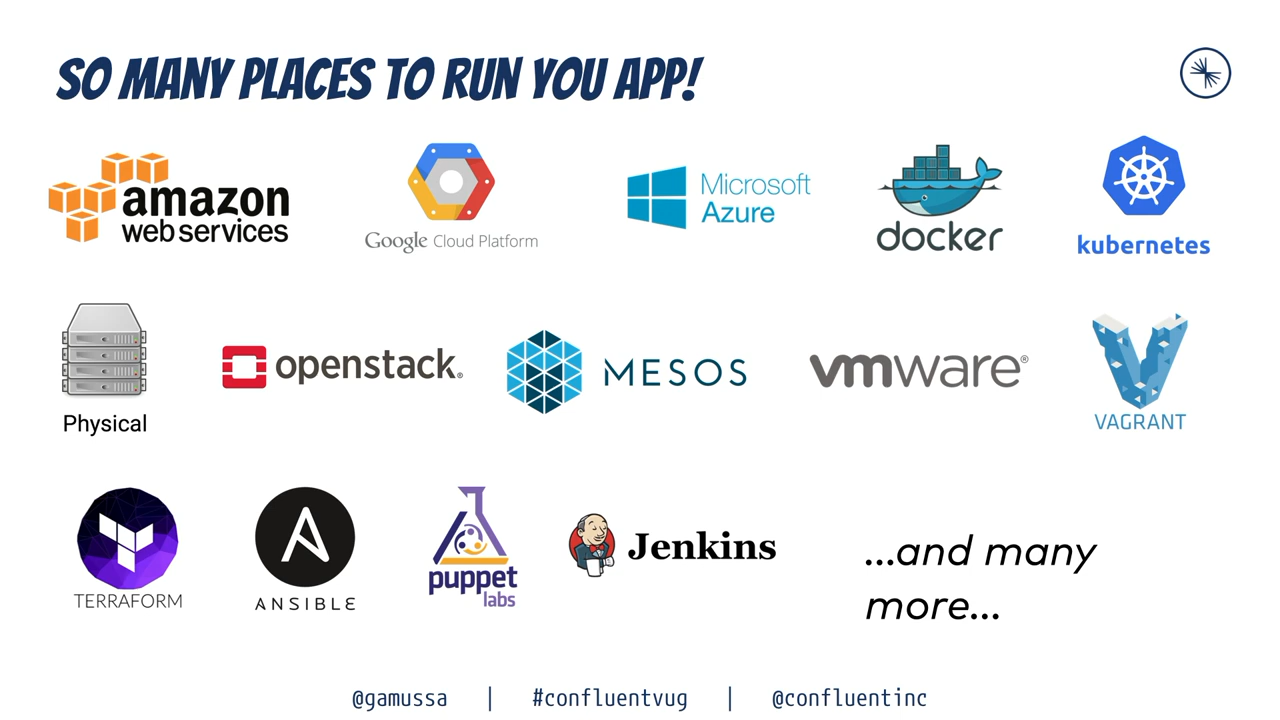 SO MANY PLACES TO RUN YOU APP!
amazon
web services
Google Cloud Platform
Microsoft
Azure
docker
kubernetes
Physical
openstack.
MESOS
vmware®
VAGRANT
TERRAFORM
ANSIBLE
puppet
labs
Jenkins
...and many
more...
@gamussa | #confluentvug | @confluentinc